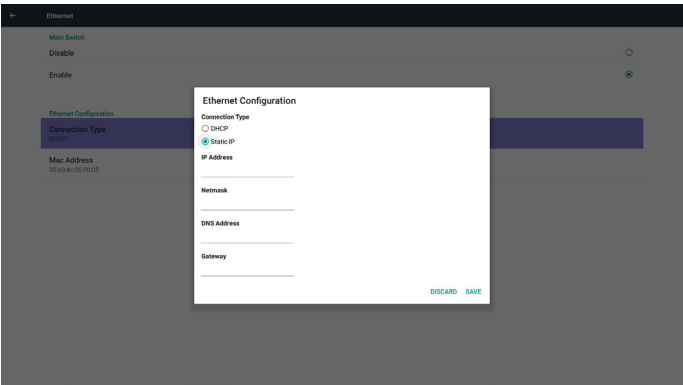 Ethernet
Main Switch
Disable
Enable
Ethernet Configuration
Connection Type
DHCP
Mac Address
00:e0:4c:36:00:05
Ethernet Configuration
Connection Type
DHCP
Static IP
IP Address
Netmask
DNS Address
Gateway
DISCARD SAVE